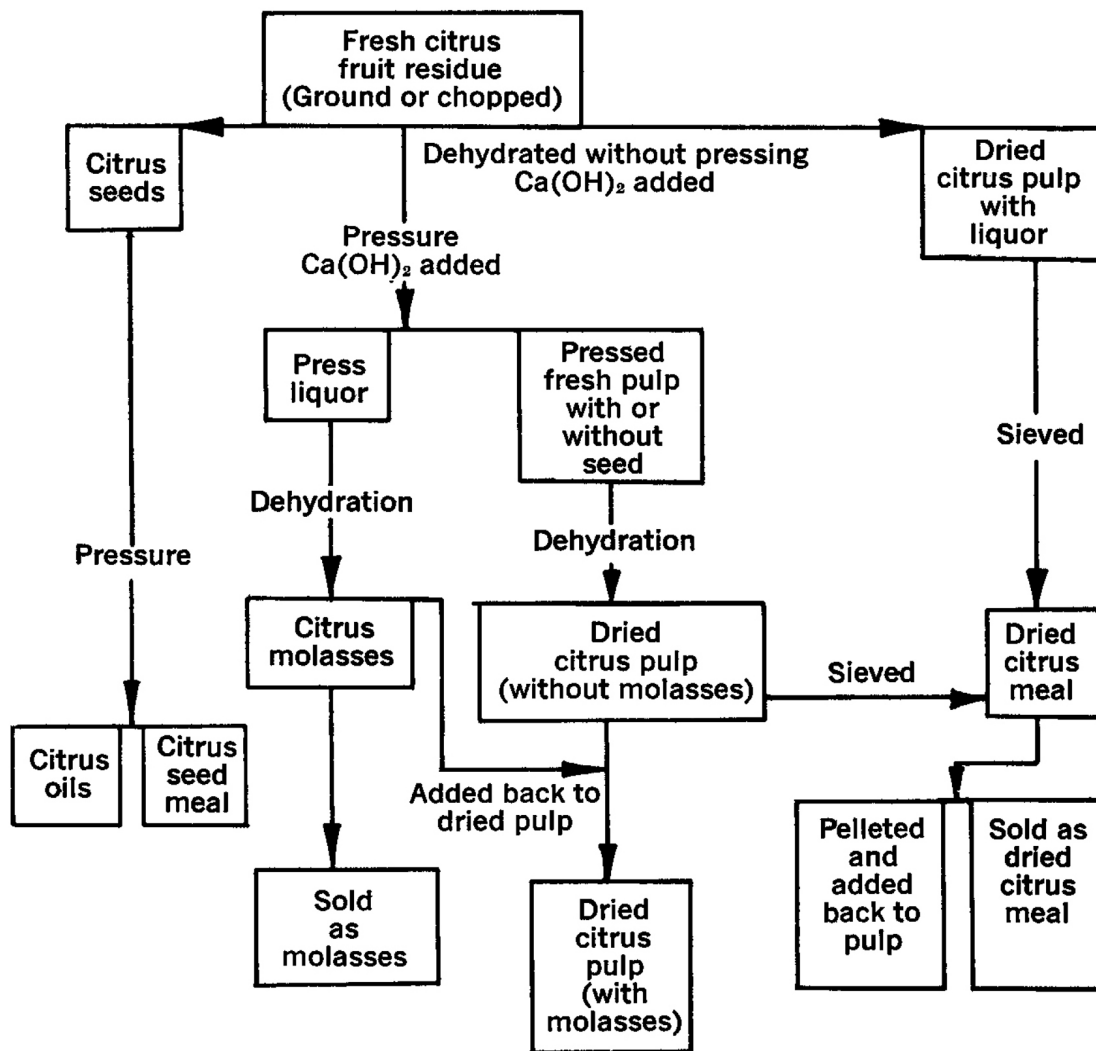 Fresh citrus
fruit residue
(Ground or chopped)
Citrus
seeds
Dehydrated without pressing
Ca(OH)₂ added
Dried
citrus pulp
with
liquor
Pressure
Ca(OH)₂ added
Press
liquor
Pressed
fresh pulp
with or
without
seed
Sieved
Dehydration
Dehydration
Pressure
Citrus
molasses
Dried
citrus pulp
(without molasses)
Sieved
Dried
citrus
meal
Citrus
oils
Citrus
seed
meal
Added back to
dried pulp
Pelleted
and
added
back to
pulp
Sold as
dried
citrus
meal
Sold
as
molasses
Dried
citrus
pulp
(with
molasses)